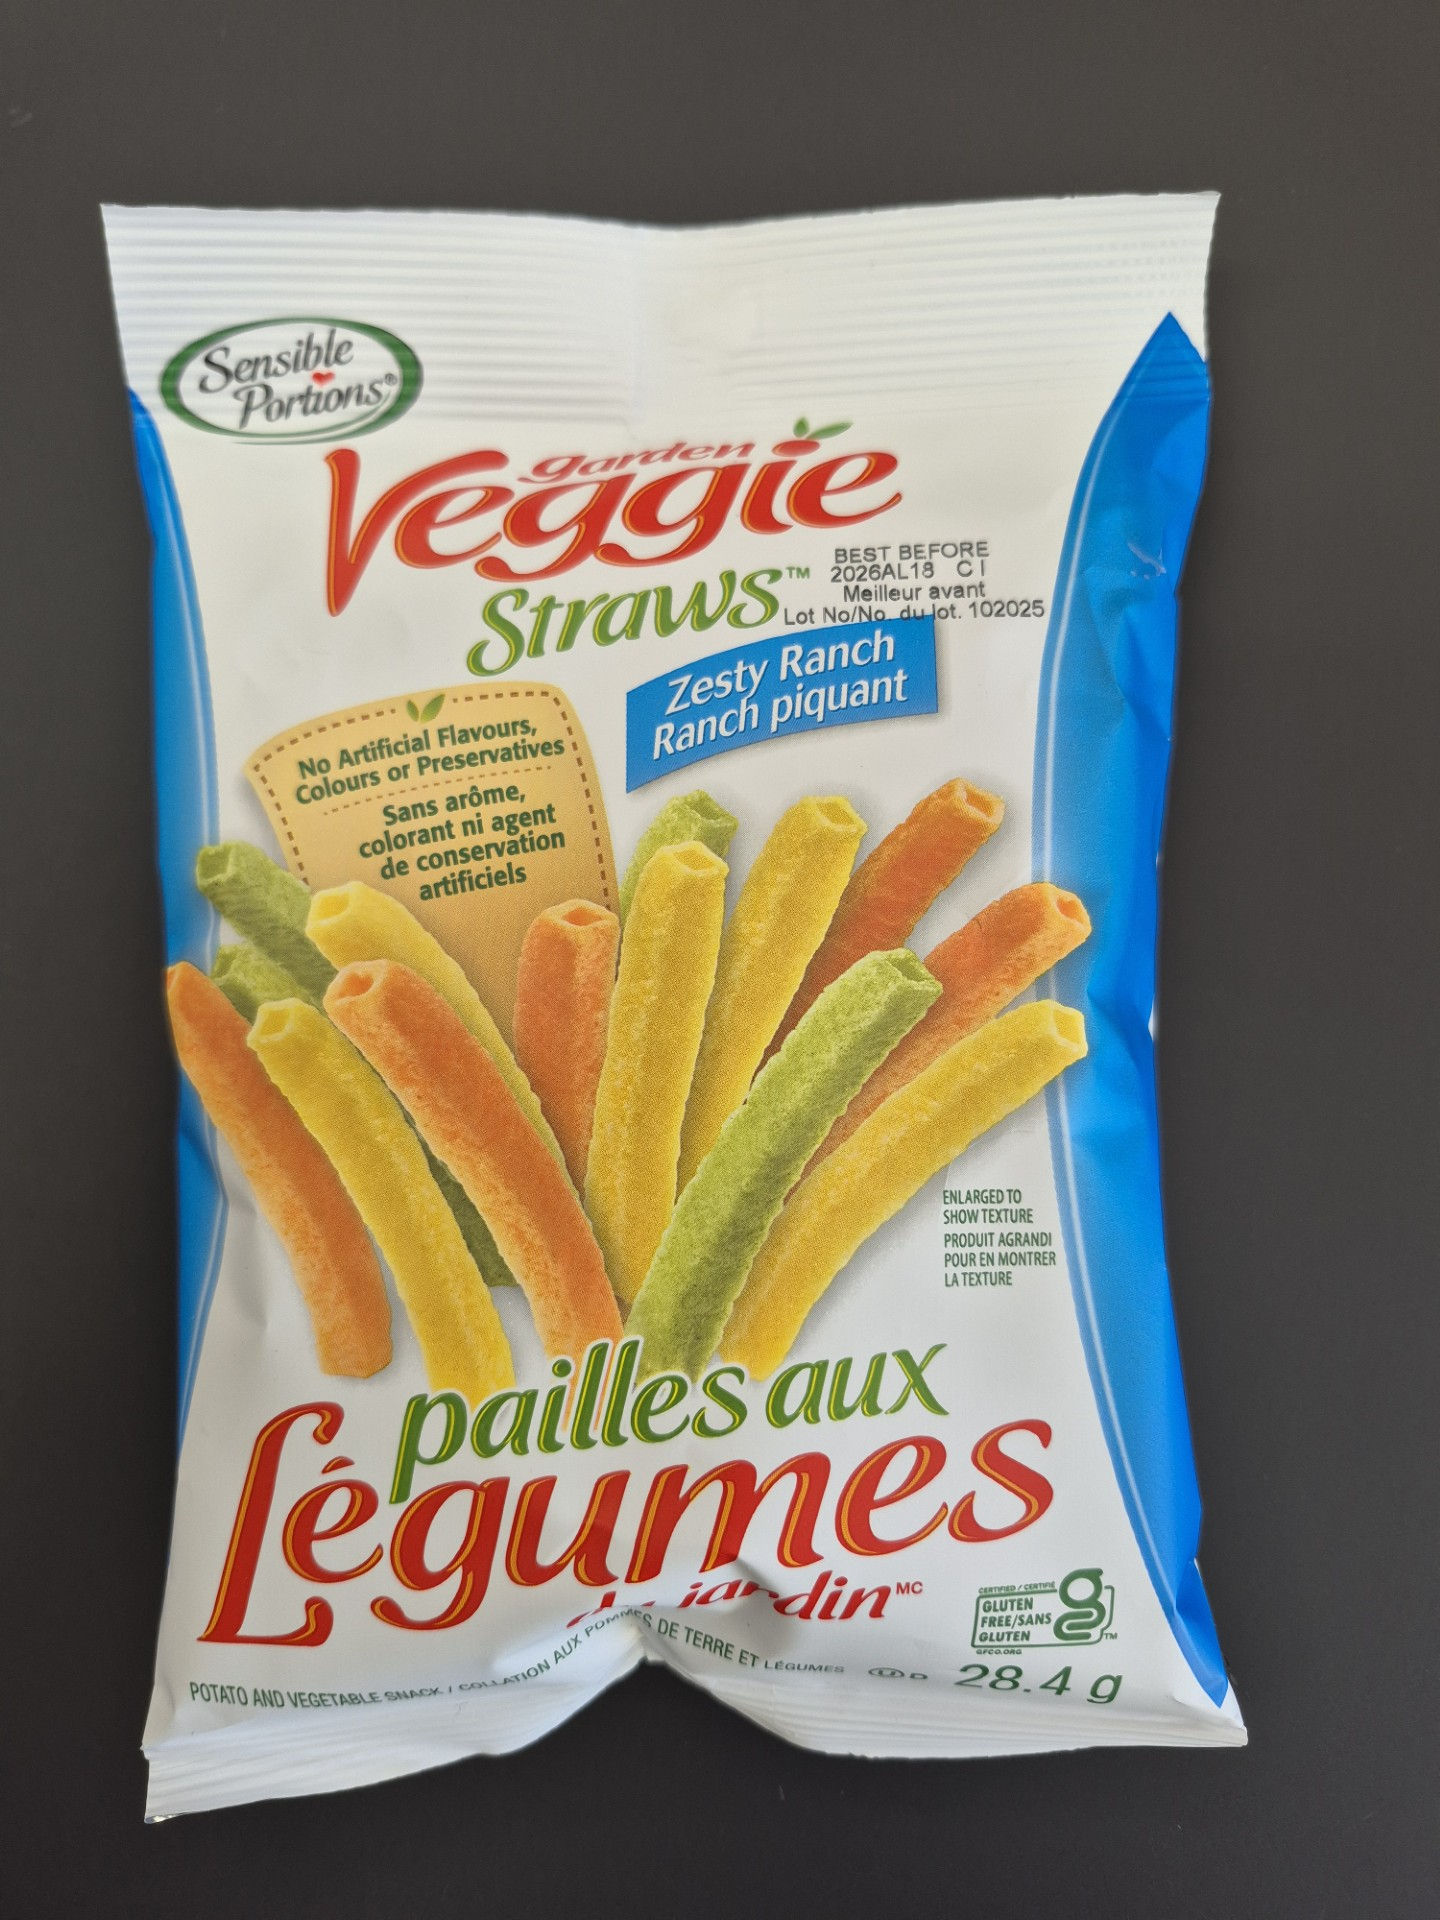 Sensible
Portions®
garden
Veggie
Straws™
BEST BEFORE
2026AL18 CI
Meilleur avant
Lot No/No. du lot. 102025
Zesty Ranch
Ranch piquant
No Artificial Flavours,
Colours or Preservatives
Sans arôme,
colorant ni agent
de conservation
artificiels
ENLARGED TO
SHOW TEXTURE
PRODUIT AGRANDI
POUR EN MONTRER
LA TEXTURE
pailles aux
Légumes
du jardin MC
CERTIFIED / CERTIFIÉ
GLUTEN
FREE/SANS
GLUTEN
TM
GFCO.ORG
POTATO AND VEGETABLE SNACK / COLLATION AUX POMMES DE TERRE ET LÉGUMES
U D
28.4 g